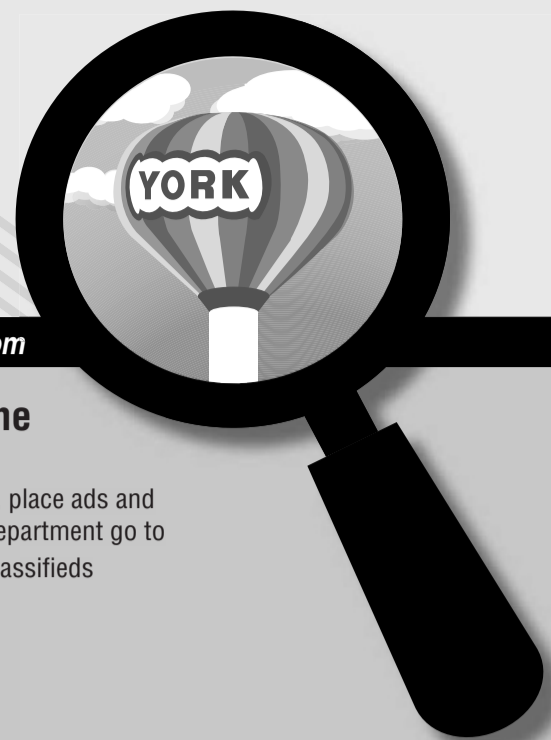 YORK
om
ne
place ads and
epartment go to
assifieds